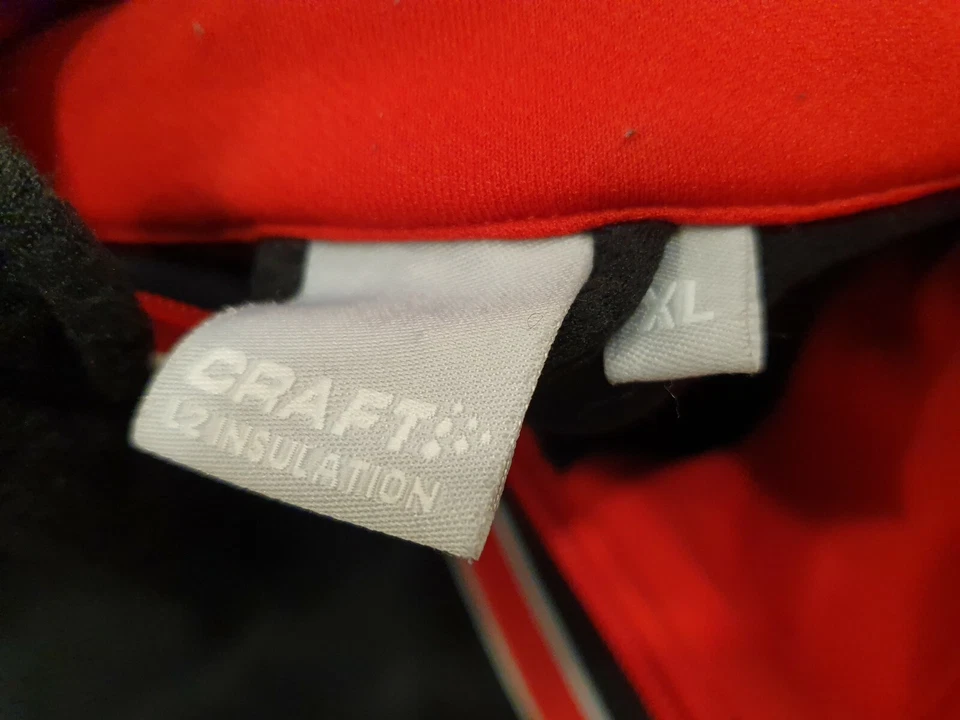 CRAFT
L2 INSULATION
XL